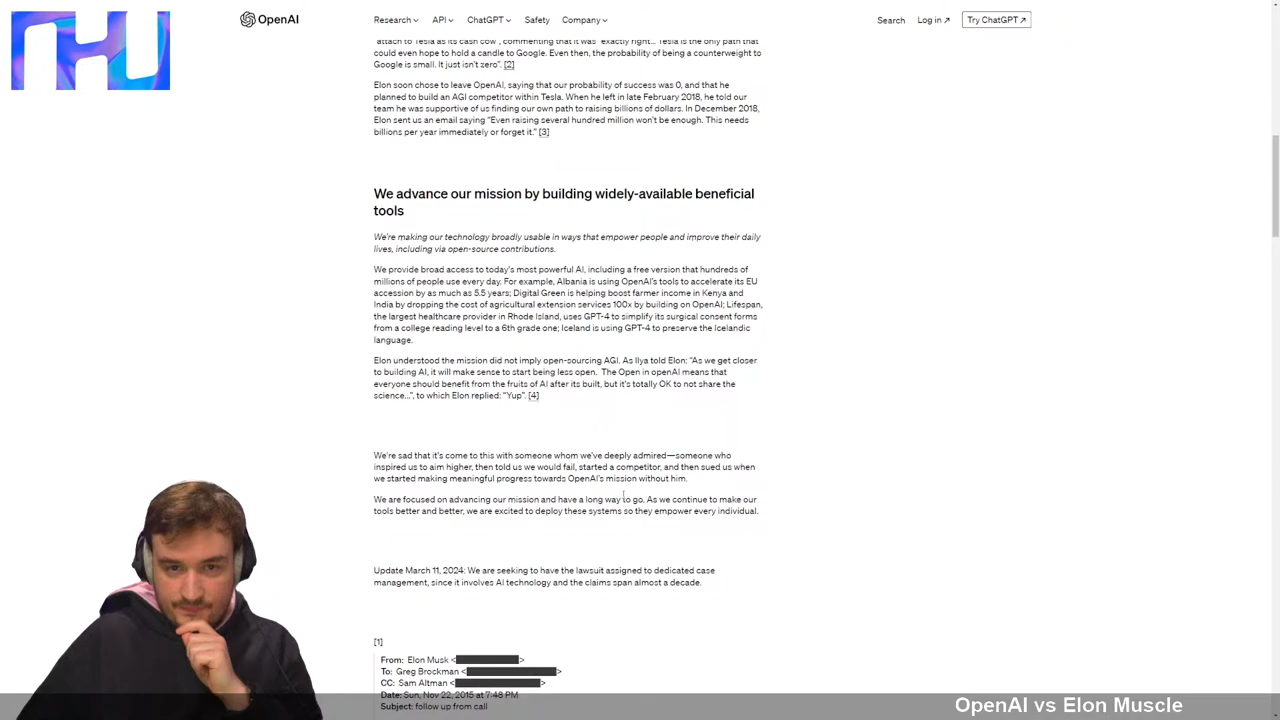 OpenAI
Research
API
ChatGPT
Safety
Company
Search
Log in ↗
Try ChatGPT ↗
"attach to Tesla as its cash cow", commenting that it was "exactly right… Tesla is the only path that
could even hope to hold a candle to Google. Even then, the probability of being a counterweight to
Google is small. It just isn't zero". [2]
Elon soon chose to leave OpenAI, saying that our probability of success was 0, and that he
planned to build an AGI competitor within Tesla. When he left in late February 2018, he told our
team he was supportive of us finding our own path to raising billions of dollars. In December 2018,
Elon sent us an email saying "Even raising several hundred million won't be enough. This needs
billions per year immediately or forget it." [3]
We advance our mission by building widely-available beneficial
tools
We're making our technology broadly usable in ways that empower people and improve their daily
lives, including via open-source contributions.
We provide broad access to today's most powerful AI, including a free version that hundreds of
millions of people use every day. For example, Albania is using OpenAI's tools to accelerate its EU
accession by as much as 5.5 years; Digital Green is helping boost farmer income in Kenya and
India by dropping the cost of agricultural extension services 100x by building on OpenAI; Lifespan,
the largest healthcare provider in Rhode Island, uses GPT-4 to simplify its surgical consent forms
from a college reading level to a 6th grade one; Iceland is using GPT-4 to preserve the Icelandic
language.
Elon understood the mission did not imply open-sourcing AGI. As Ilya told Elon: "As we get closer
to building AI, it will make sense to start being less open.  The Open in openAI means that
everyone should benefit from the fruits of AI after its built, but it's totally OK to not share the
science…", to which Elon replied: "Yup". [4]
We're sad that it's come to this with someone whom we've deeply admired—someone who
inspired us to aim higher, then told us we would fail, started a competitor, and then sued us when
we started making meaningful progress towards OpenAI's mission without him.
We are focused on advancing our mission and have a long way to go. As we continue to make our
tools better and better, we are excited to deploy these systems so they empower every individual.
Update March 11, 2024: We are seeking to have the lawsuit assigned to dedicated case
management, since it involves AI technology and the claims span almost a decade.
[1]
From: Elon Musk < >
To: Greg Brockman < >
CC: Sam Altman < >
Date: Sun, Nov 22, 2015 at 7:48 PM
Subject: follow up from call
OpenAI vs Elon Muscle